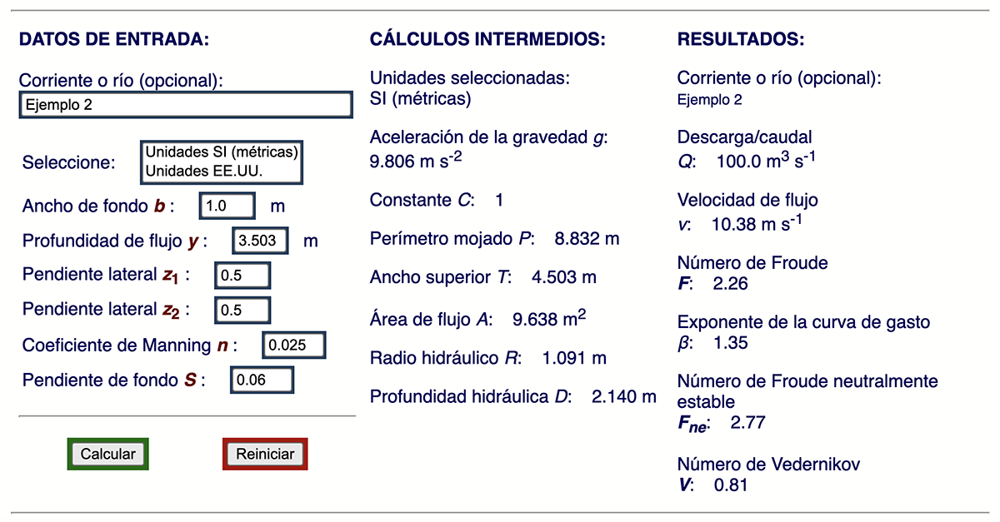 DATOS DE ENTRADA:
Corriente o río (opcional):
Ejemplo 2
Seleccione:
Unidades SI (métricas)
Unidades EE.UU.
Ancho de fondo b : 1.0 m
Profundidad de flujo y : 3.503 m
Pendiente lateral z1 : 0.5
Pendiente lateral z2 : 0.5
Coeficiente de Manning n : 0.025
Pendiente de fondo S : 0.06
Calcular Reiniciar
CÁLCULOS INTERMEDIOS:
Unidades seleccionadas:
SI (métricas)
Aceleración de la gravedad g:
9.806 m s-2
Constante C: 1
Perímetro mojado P: 8.832 m
Ancho superior T: 4.503 m
Área de flujo A: 9.638 m2
Radio hidráulico R: 1.091 m
Profundidad hidráulica D: 2.140 m
RESULTADOS:
Corriente o río (opcional):
Ejemplo 2
Descarga/caudal
Q: 100.0 m3 s-1
Velocidad de flujo
v: 10.38 m s-1
Número de Froude
F: 2.26
Exponente de la curva de gasto
β: 1.35
Número de Froude neutralmente
estable
Fne: 2.77
Número de Vedernikov
V: 0.81